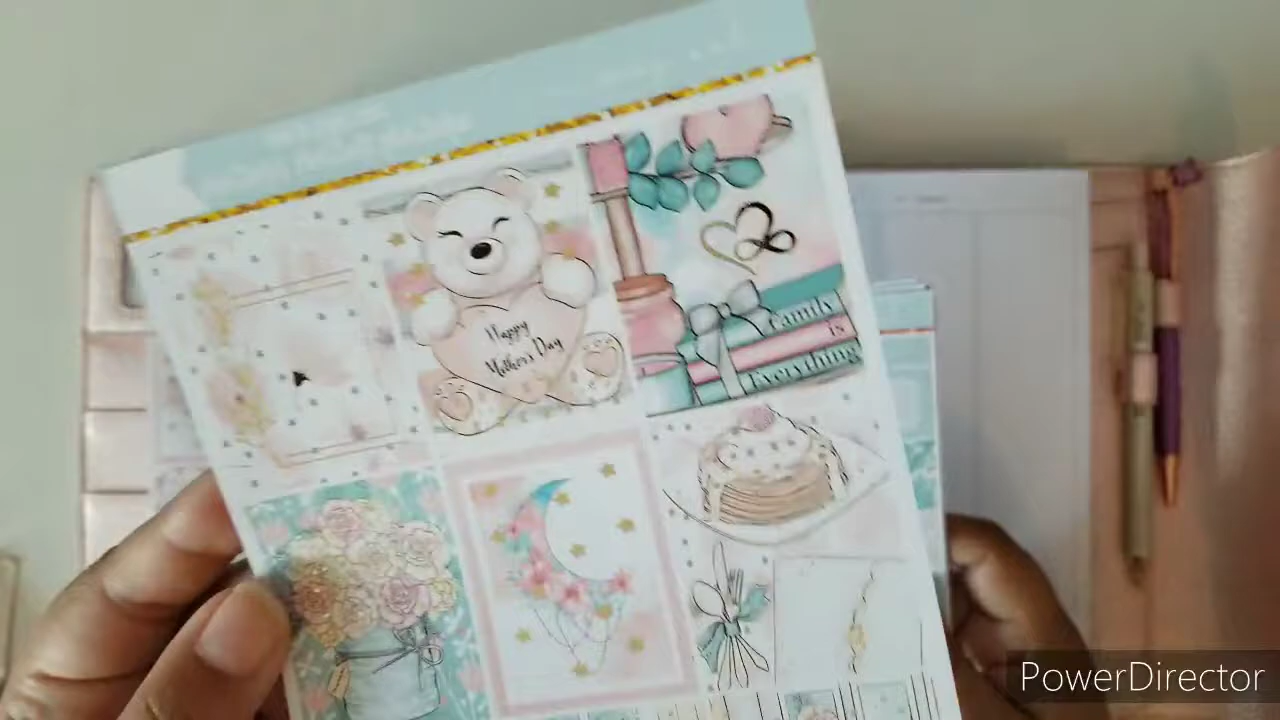 Happy
Mother's Day
Family
is
Everything
PowerDirector